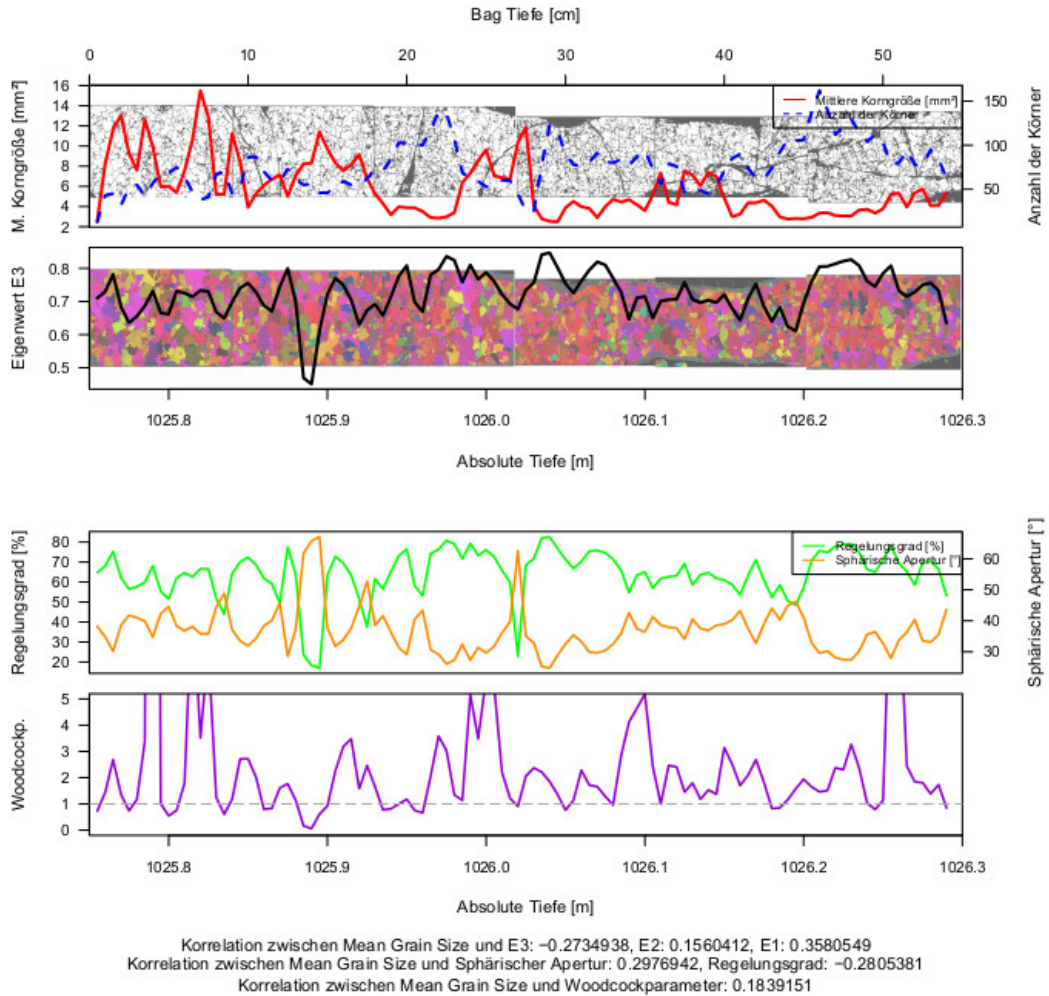 Bag Tiefe [cm]
0 10 20 30 40 50
M. Korngröße [mm²]
16
14
12
10
8
6
4
2
Mittlere Korngröße [mm²]
Anzahl der Körner
150
100
50
Anzahl der Körner
Eigenwert E3
0.8
0.7
0.6
0.5
1025.8 1025.9 1026.0 1026.1 1026.2 1026.3
Absolute Tiefe [m]
Regelungsgrad [%]
80
70
60
50
40
30
20
Regelungsgrad [%]
Sphärische Apertur [°]
60
50
40
30
Sphärische Apertur [°]
Woodcockp.
5
4
3
2
1
0
1025.8 1025.9 1026.0 1026.1 1026.2 1026.3
Absolute Tiefe [m]
Korrelation zwischen Mean Grain Size und E3: −0.2734938, E2: 0.1560412, E1: 0.3580549
Korrelation zwischen Mean Grain Size und Sphärischer Apertur: 0.2976942, Regelungsgrad: −0.2805381
Korrelation zwischen Mean Grain Size und Woodcockparameter: 0.1839151